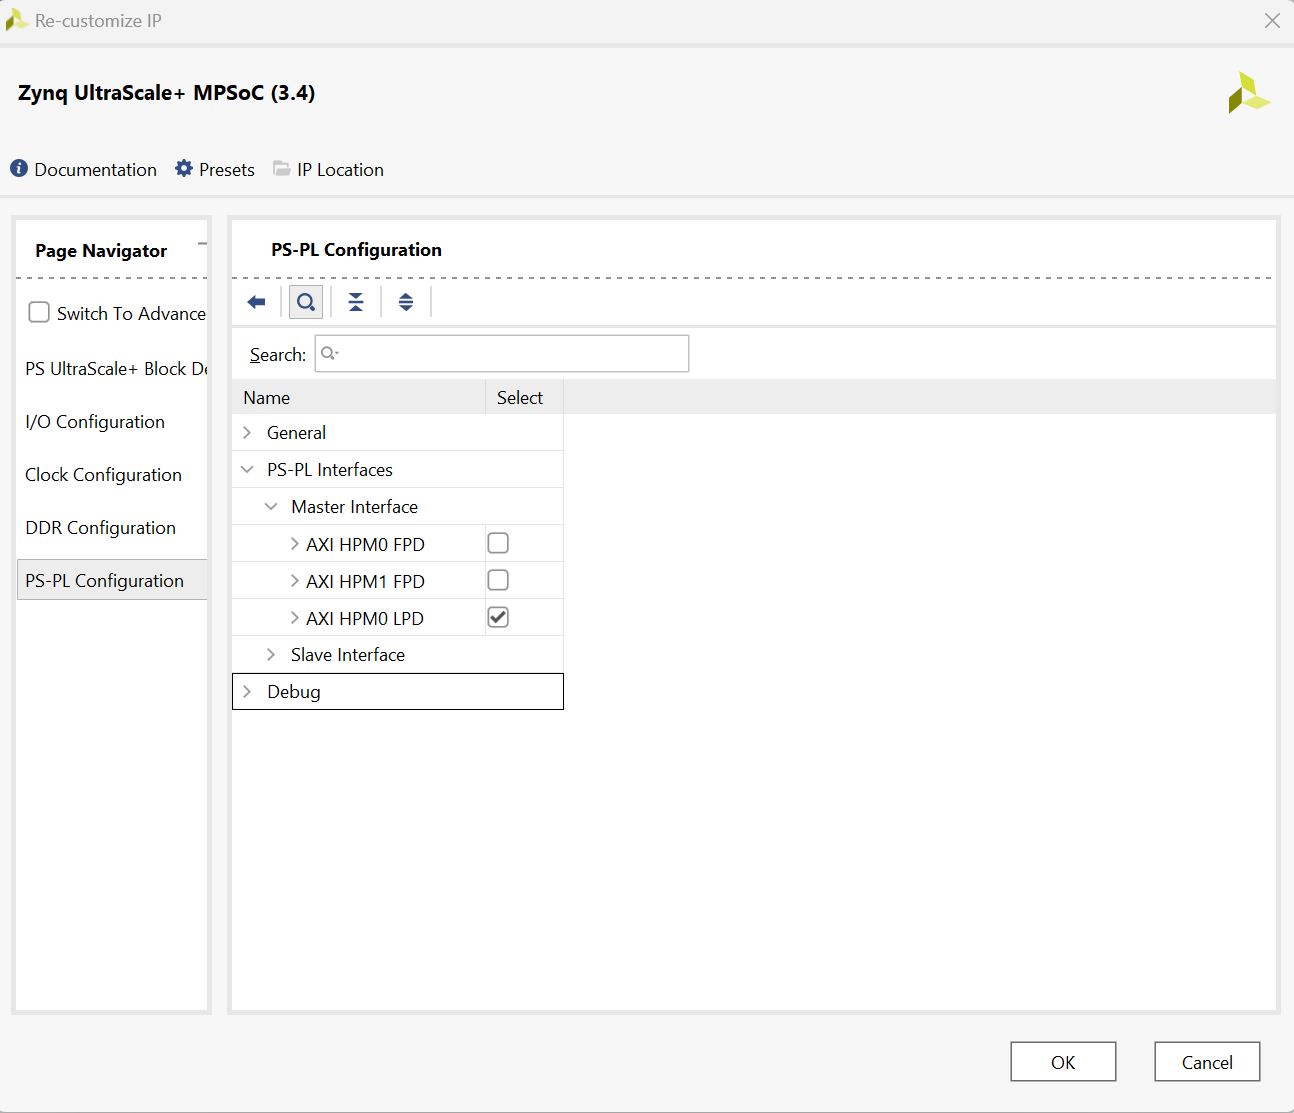 Re-customize IP
Zynq UltraScale+ MPSoC (3.4)
Documentation Presets IP Location
Page Navigator
Switch To Advance
PS UltraScale+ Block De
I/O Configuration
Clock Configuration
DDR Configuration
PS-PL Configuration
PS-PL Configuration
Search:
Name Select
General
PS-PL Interfaces
Master Interface
AXI HPM0 FPD
AXI HPM1 FPD
AXI HPM0 LPD
Slave Interface
Debug
OK Cancel